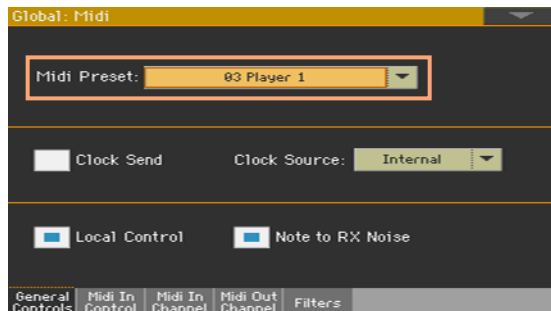 Global: Midi
Midi Preset: 03 Player 1
Clock Send Clock Source: Internal
Local Control Note to RX Noise
General Midi In Midi In Midi Out Filters
Controls Control Channel Channel